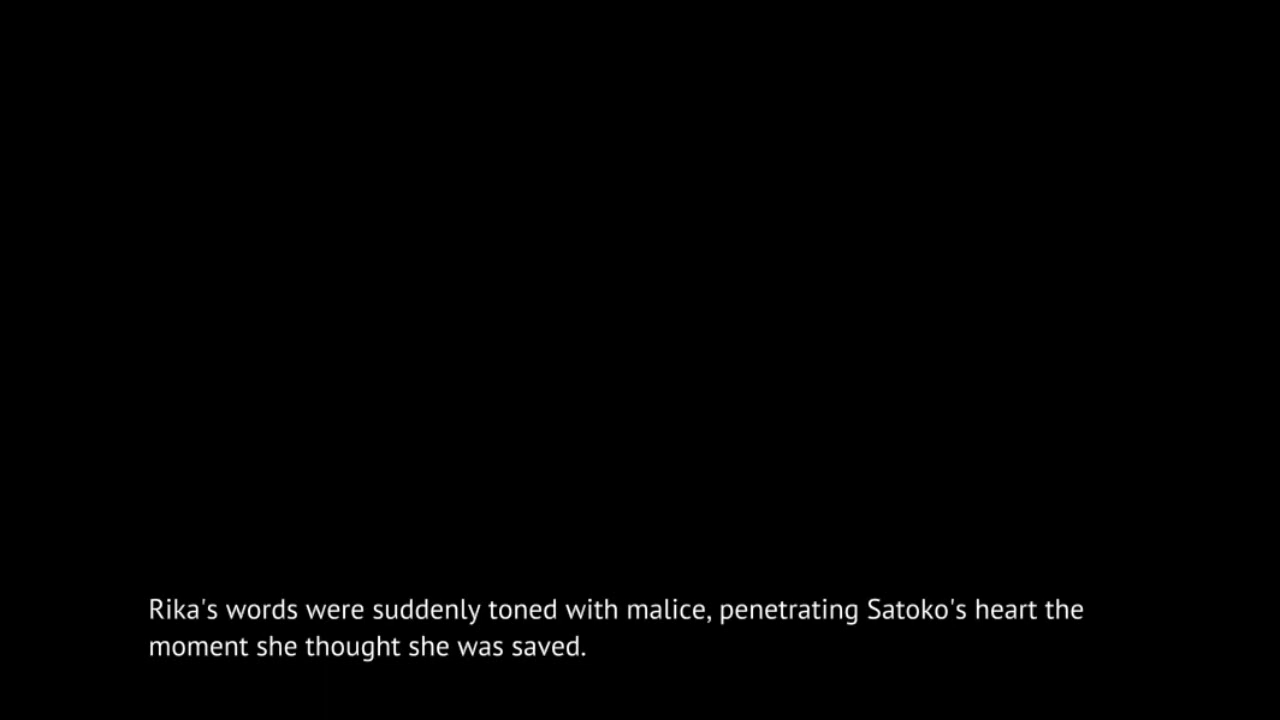 Rika's words were suddenly toned with malice, penetrating Satoko's heart the
moment she thought she was saved.